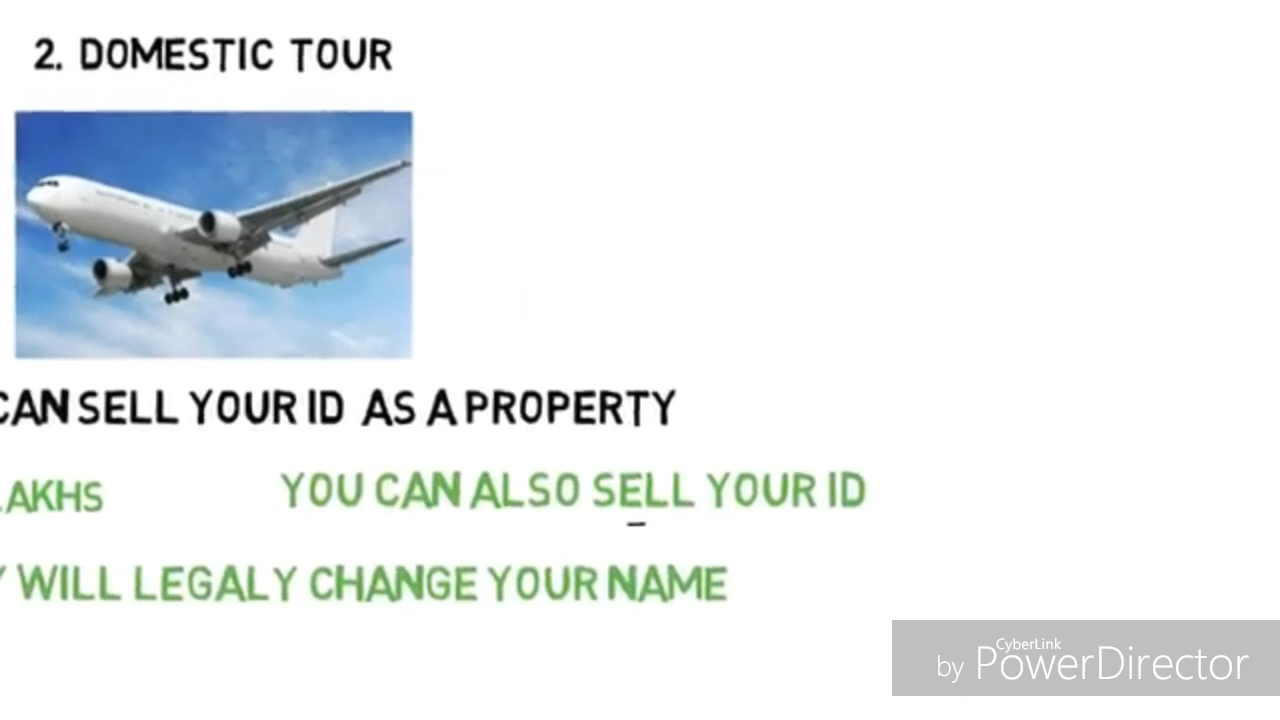 2. DOMESTIC TOUR
CAN SELL YOUR ID AS A PROPERTY
LAKHS YOU CAN ALSO SELL YOUR ID
Y WILL LEGALY CHANGE YOUR NAME
CyberLink
by PowerDirector